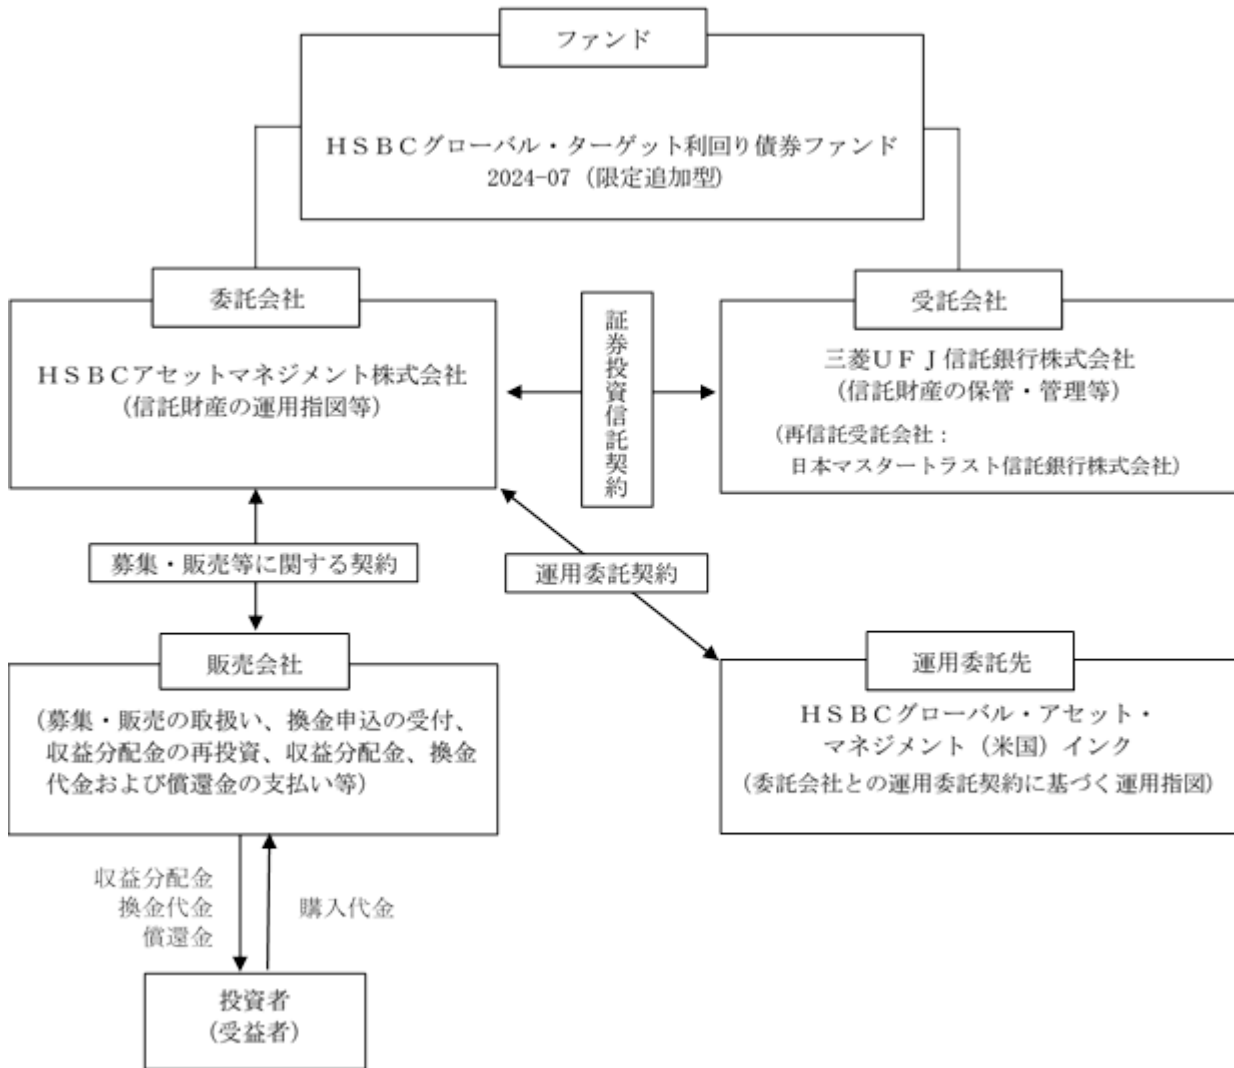 ファンド
ＨＳＢＣグローバル・ターゲット利回り債券ファンド
2024-07（限定追加型）
委託会社
ＨＳＢＣアセットマネジメント株式会社
（信託財産の運用指図等）
証券投資信託契約
受託会社
三菱ＵＦＪ信託銀行株式会社
（信託財産の保管・管理等）
（再信託受託会社：
日本マスタートラスト信託銀行株式会社）
募集・販売等に関する契約
運用委託契約
販売会社
（募集・販売の取扱い、換金申込の受付、
収益分配金の再投資、収益分配金、換金
代金および償還金の支払い等）
運用委託先
ＨＳＢＣグローバル・アセット・
マネジメント（米国）インク
（委託会社との運用委託契約に基づく運用指図）
収益分配金
換金代金
償還金
購入代金
投資者
（受益者）